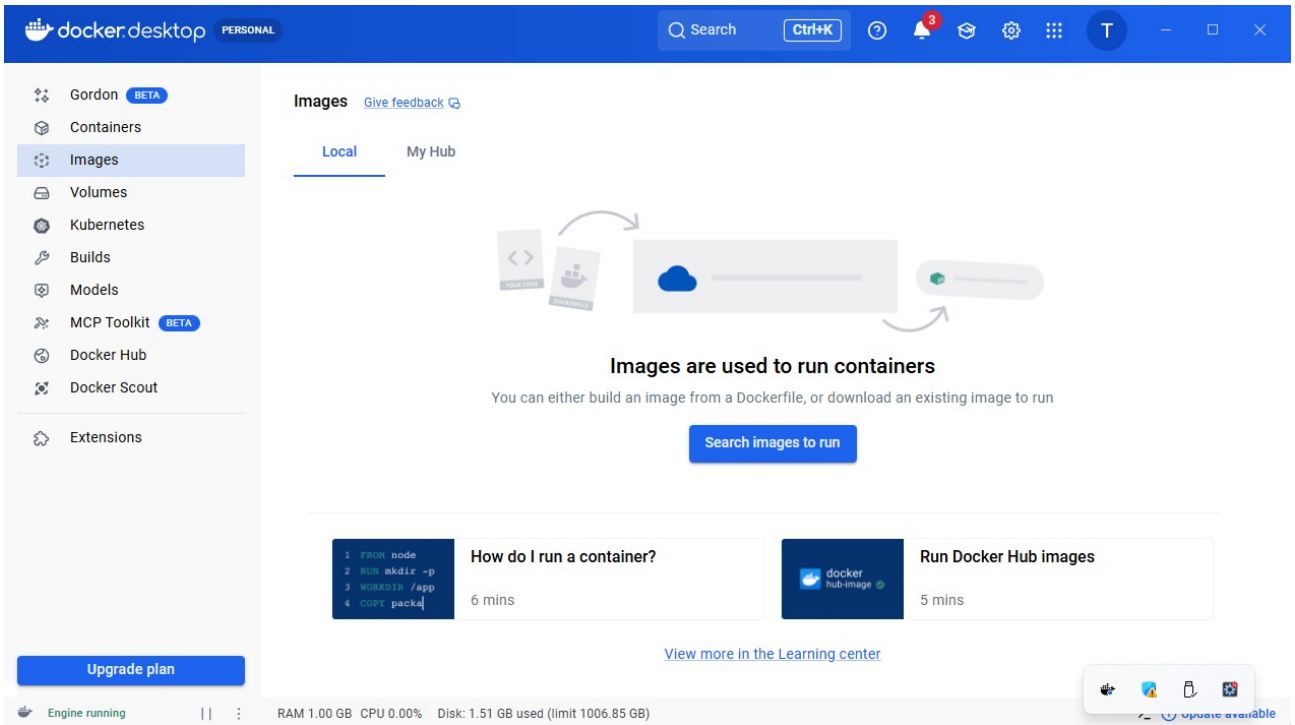 docker.desktop PERSONAL
Search Ctrl+K
3
T
Gordon BETA
Containers
Images
Volumes
Kubernetes
Builds
Models
MCP Toolkit BETA
Docker Hub
Docker Scout
Extensions
Upgrade plan
Images Give feedback
Local My Hub
< >
YOUR CODE
DOCKERFILE
Images are used to run containers
You can either build an image from a Dockerfile, or download an existing image to run
Search images to run
1 FROM node
2 RUN mkdir -p
3 WORKDIR /app
4 COPY packa
How do I run a container?
6 mins
docker
hub-image
Run Docker Hub images
5 mins
View more in the Learning center
Engine running
RAM 1.00 GB CPU 0.00% Disk: 1.51 GB used (limit 1006.85 GB)
Update available